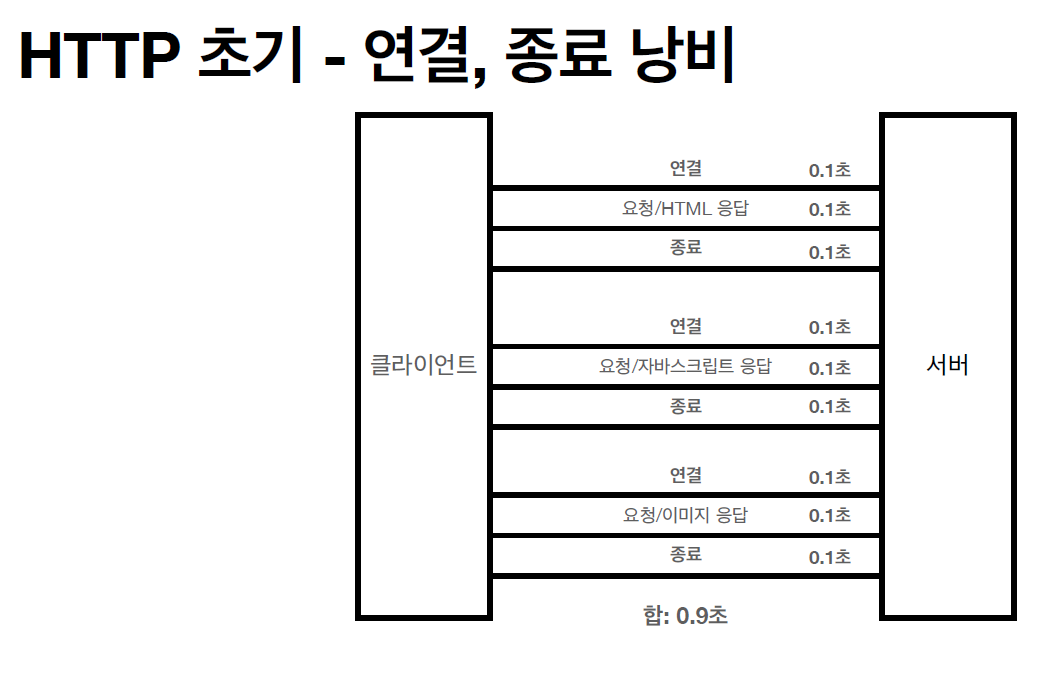 HTTP 초기 - 연결, 종료 낭비
연결 0.1초
요청/HTML 응답 0.1초
종료 0.1초
연결 0.1초
클라이언트 요청/자바스크립트 응답 0.1초 서버
종료 0.1초
연결 0.1초
요청/이미지 응답 0.1초
종료 0.1초
합: 0.9초